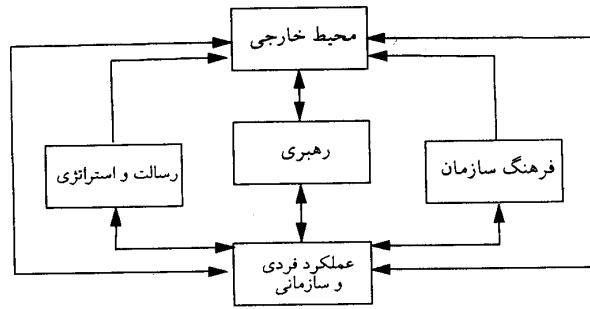 محیط خارجی
رهبری
فرهنگ سازمان
رسالت و استراتژی
عملکرد فردی
و سازمانی